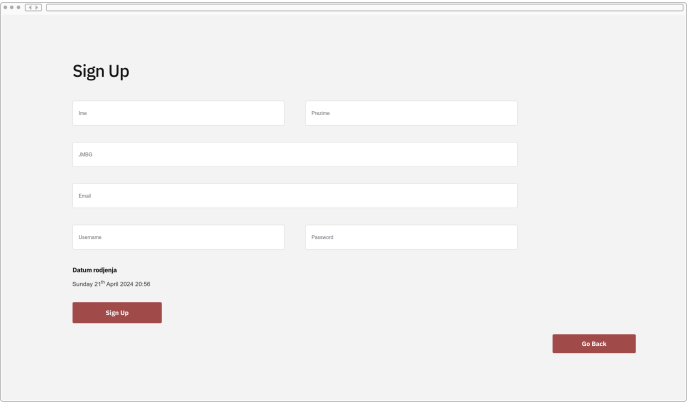 Sign Up
Ime
Prezime
JMBG
Email
Username
Password
Datum rodjenja
Sunday 21th April 2024 20:56
Sign Up
Go Back